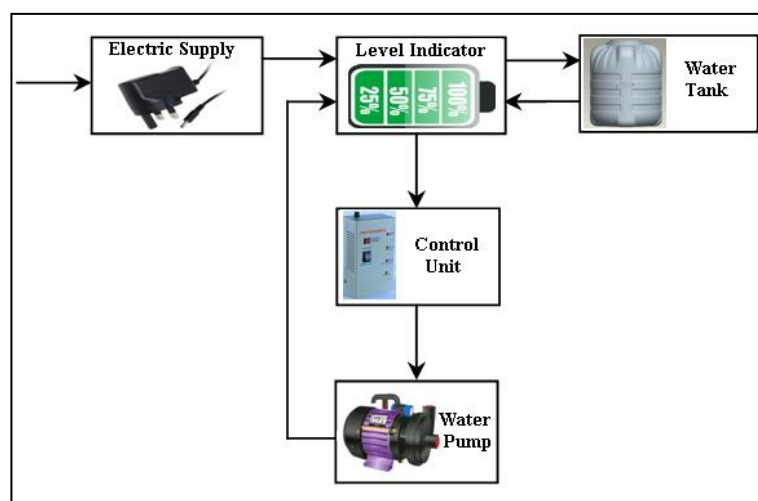 Electric Supply
Level Indicator
25%
50%
75%
100%
Water
Tank
Control
Unit
Water
Pump